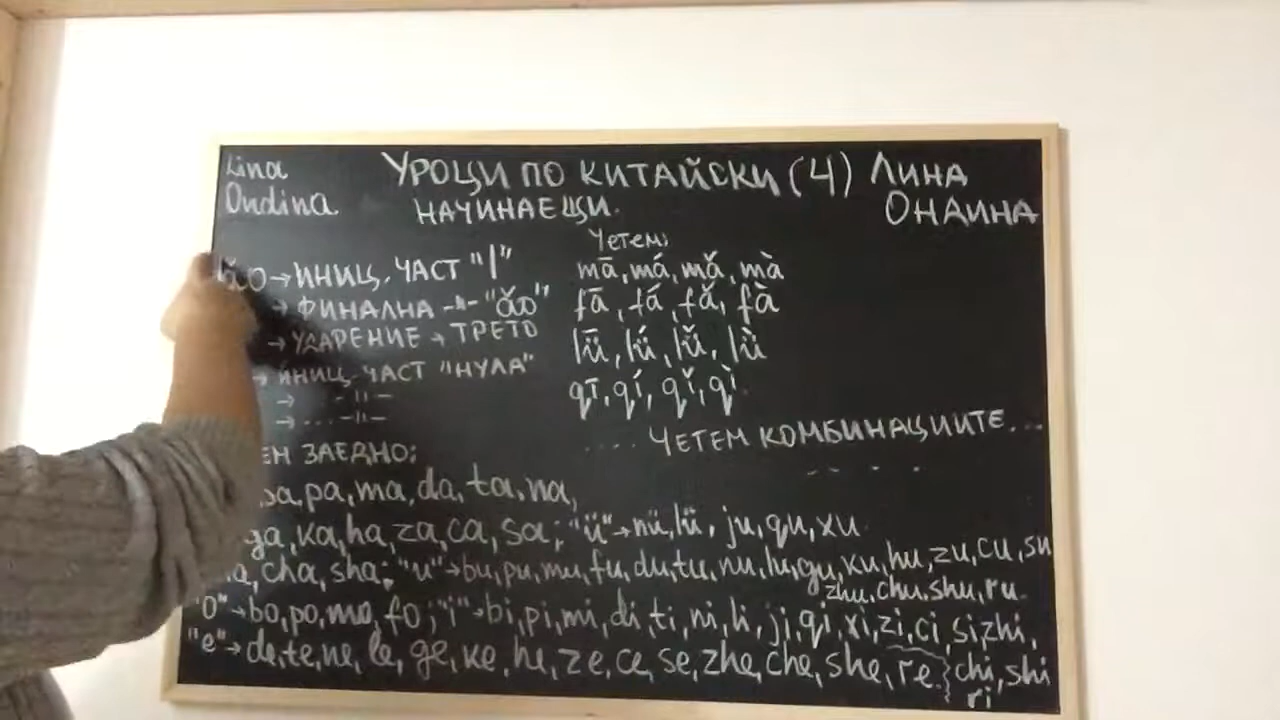 Lina УРОЦИ ПО КИТАЙСКИ (4) ЛИНА
Ondina НАЧИНАЕЩИ. ОНДИНА
Четем:
→ ИНИЦ. ЧАСТ "l" mā, má, mǎ, mà
→ ФИНАЛНА -"- "ǎo" fā, fá, fǎ, fà
→ УДАРЕНИЕ → ТРЕТО lǖ, lǘ, lǚ, lǜ
→ ИНИЦ. ЧАСТ "НУЛА" qī, qí, qǐ, qì.
→ -"-
→ ... -"- .... ЧЕТЕМ КОМБИНАЦИИТЕ...
ЗАЕДНО: . . . .
pa, ma, da, ta, na,
ga, ka, ha, za, ca, sa; "ü" → nü, lü, ju, qu, xu.
cha, sha; "u" → bu, pu, mu, fu, du, tu, nu, lu, gu, ku, hu, zu, cu, su
zhu, chu, shu, ru.
"o" → bo, po, mo, fo; "i" → bi, pi, mi, di, ti, ni, li, ji, qi, xi, zi, ci, si, zhi,
"e" → de, te, ne, le, ge, ke, he, ze, ce, se, zhe, che, she, re. } chi, shi
ri